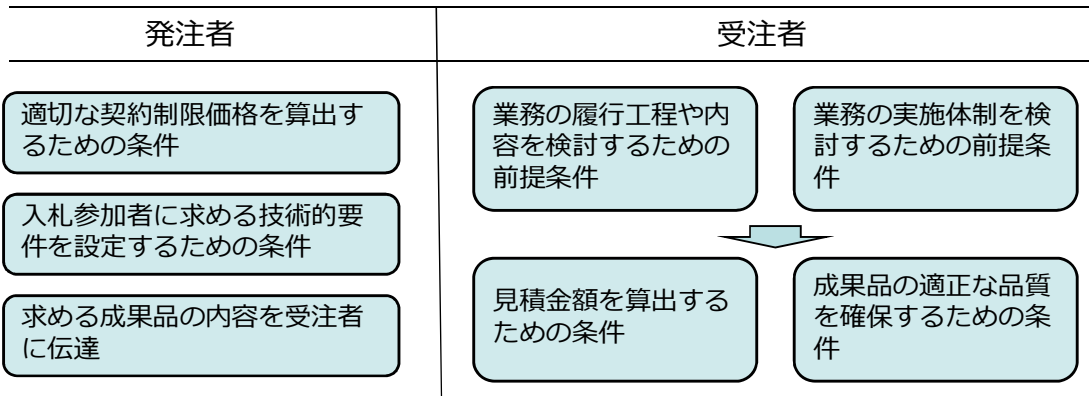 発注者
受注者
適切な契約制限価格を算出す
るための条件
入札参加者に求める技術的要
件を設定するための条件
求める成果品の内容を受注者
に伝達
業務の履行工程や内
容を検討するための
前提条件
業務の実施体制を検
討するための前提条
件
見積金額を算出する
ための条件
成果品の適正な品質
を確保するための条
件